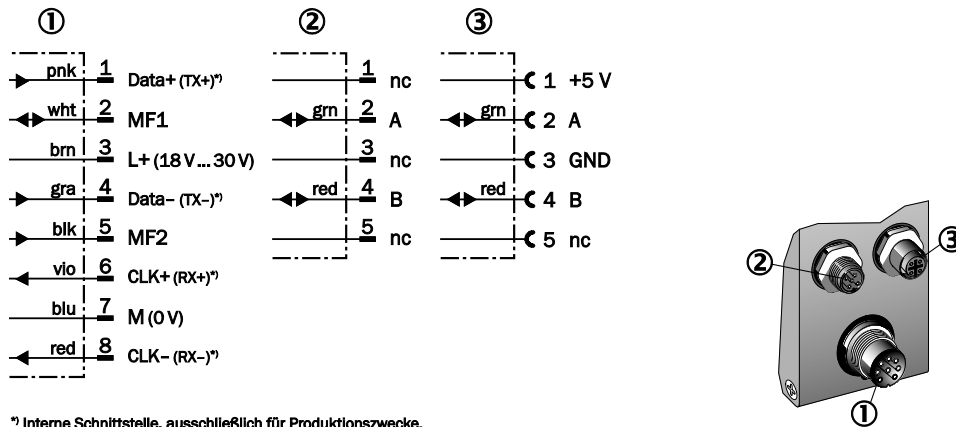 ① ② ③
pnk 1 Data+ (TX+)*)
wht 2 MF1
brn 3 L+ (18 V ... 30 V)
gra 4 Data– (TX–)*)
blk 5 MF2
vio 6 CLK+ (RX+)*)
blu 7 M (0 V)
red 8 CLK– (RX–)*)
1 nc
grn 2 A
3 nc
red 4 B
5 nc
1 +5 V
grn 2 A
3 GND
red 4 B
5 nc
③
②
①
*) Interne Schnittstelle, ausschließlich für Produktionszwecke.